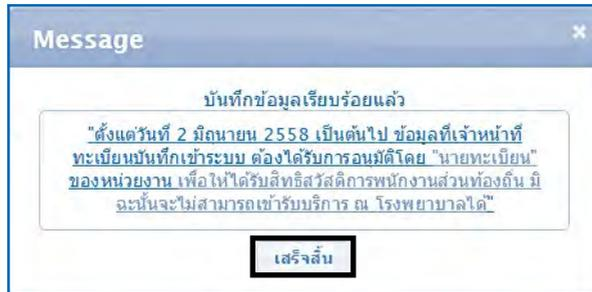 Message
บันทึกข้อมูลเรียบร้อยแล้ว
"ตั้งแต่วันที่ 2 มิถุนายน 2558 เป็นต้นไป ข้อมูลที่เจ้าหน้าที่
ทะเบียนบันทึกเข้าระบบ ต้องได้รับการอนุมัติโดย "นายทะเบียน"
ของหน่วยงาน เพื่อให้ได้รับสิทธิสวัสดิการพนักงานส่วนท้องถิ่น มิ
ฉะนั้นจะไม่สามารถเข้ารับบริการ ณ โรงพยาบาลได้"
เสร็จสิ้น